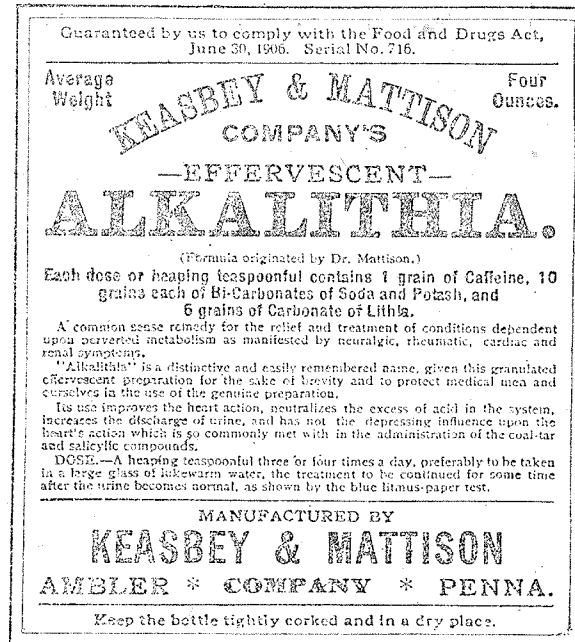 Guaranteed by us to comply with the Food and Drugs Act,
June 30, 1906. Serial No. 716.
Average
Weight
Four
Ounces.
KEASBEY & MATTISON
COMPANY'S
—EFFERVESCENT—
ALKALITHIA.
(Formula originated by Dr. Mattison.)
Each dose or heaping teaspoonful contains 1 grain of Caffeine, 10
grains each of Bi-Carbonates of Soda and Potash, and
5 grains of Carbonate of Lithia.
A common sense remedy for the relief and treatment of conditions dependent
upon perverted metabolism as manifested by neuralgic, rheumatic, cardiac and
renal symptoms.
"Alkalithia" is a distinctive and easily remembered name, given this granulated
effervescent preparation for the sake of brevity and to protect medical men and
ourselves in the use of the genuine preparation.
Its use improves the heart action, neutralizes the excess of acid in the system,
increases the discharge of urine, and has not the depressing influence upon the
heart's action which is so commonly met with in the administration of the coal-tar
and salicylic compounds.
DOSE.—A heaping teaspoonful three or four times a day, preferably to be taken
in a large glass of lukewarm water, the treatment to be continued for some time
after the urine becomes normal, as shown by the blue litmus-paper test.
MANUFACTURED BY
KEASBEY & MATTISON
AMBLER * COMPANY * PENNA.
Keep the bottle tightly corked and in a dry place.